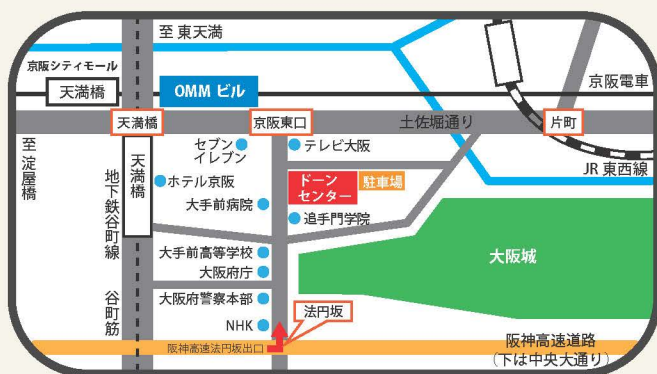 至 東天満
京阪シティモール
天満橋
OMM ビル
京阪電車
天満橋
京阪東口
土佐堀通り
片町
至 淀屋橋
天満橋
地下鉄谷町線
セブン
イレブン
テレビ大阪
JR 東西線
ホテル京阪
ドーン
センター
駐車場
大手前病院
追手門学院
大手前高等学校
大阪城
大阪府庁
谷町筋
大阪府警察本部
法円坂
NHK
阪神高速法円坂出口
阪神高速道路
(下は中央大通り)